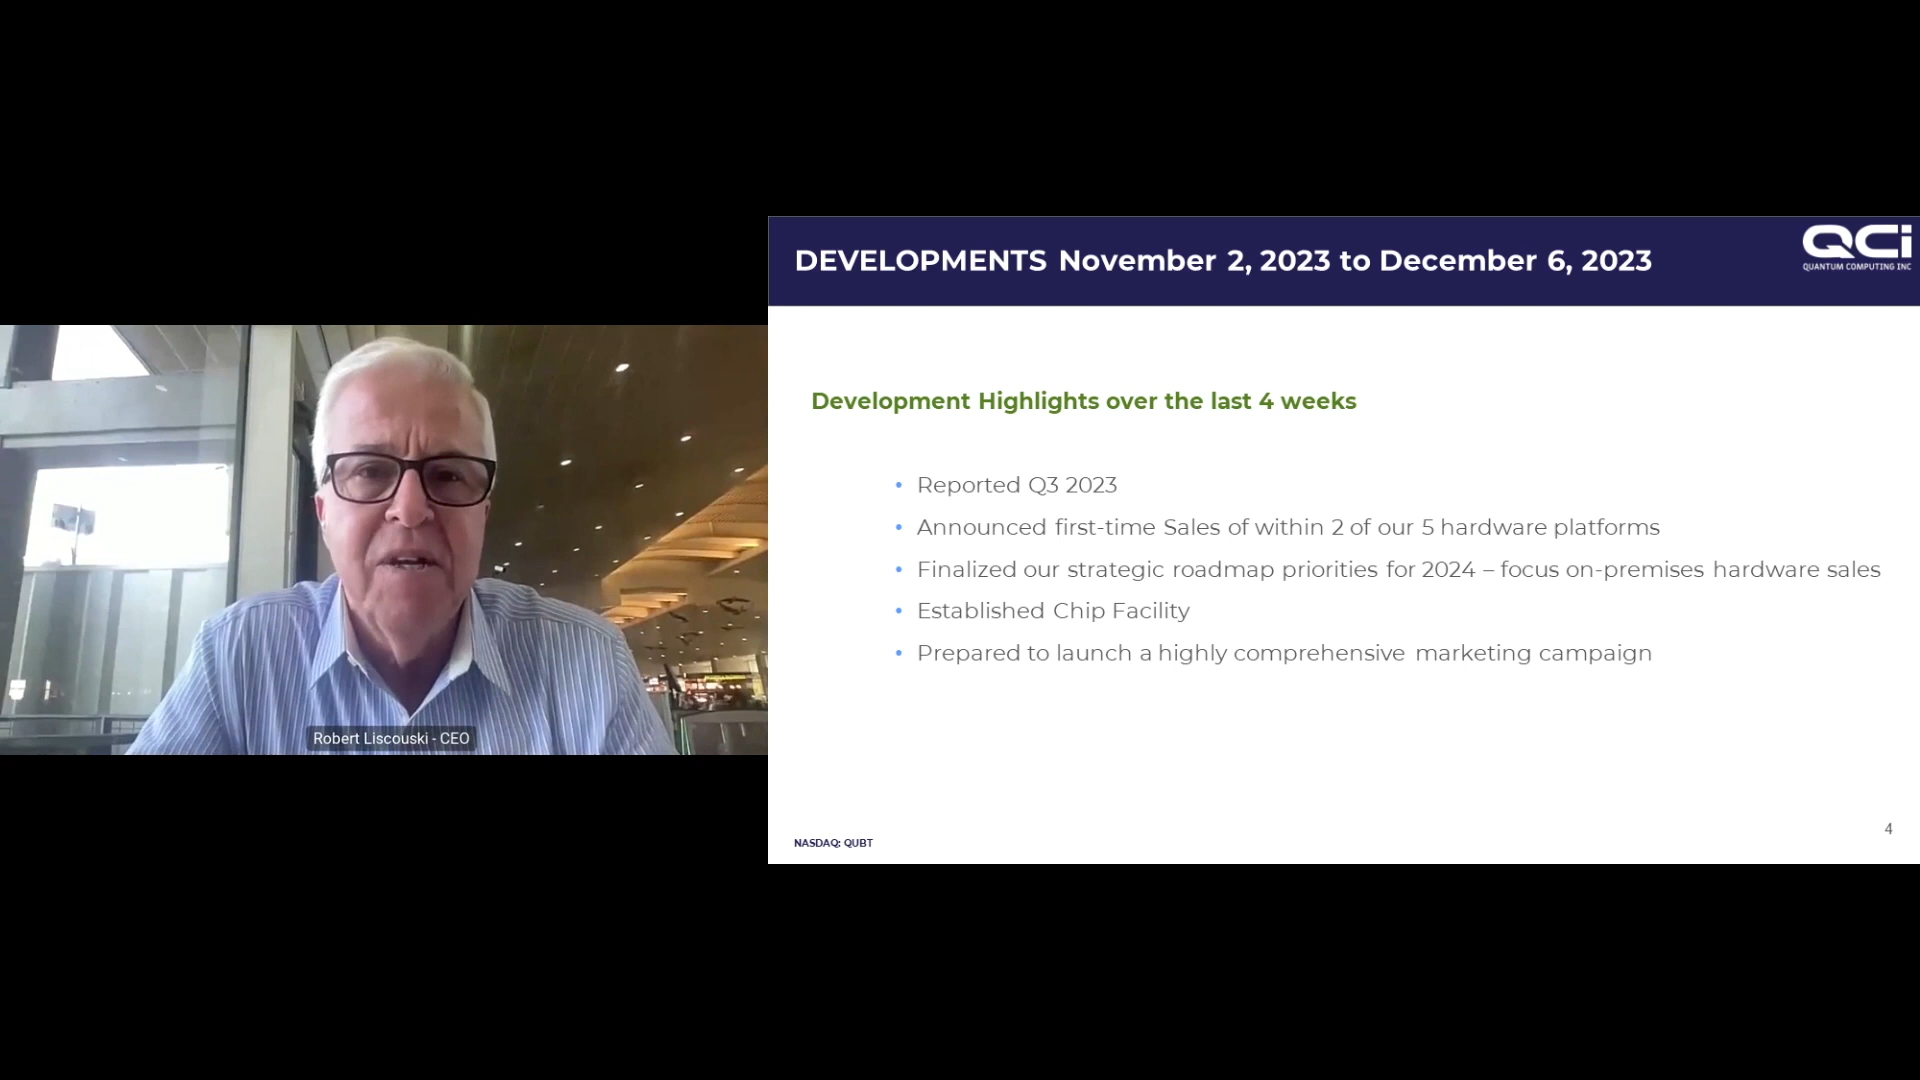 DEVELOPMENTS November 2, 2023 to December 6, 2023
QCi
QUANTUM COMPUTING INC
Development Highlights over the last 4 weeks
• Reported Q3 2023
• Announced first-time Sales of within 2 of our 5 hardware platforms
• Finalized our strategic roadmap priorities for 2024 – focus on-premises hardware sales
• Established Chip Facility
• Prepared to launch a highly comprehensive marketing campaign
Robert Liscouski - CEO
4
NASDAQ: QUBT